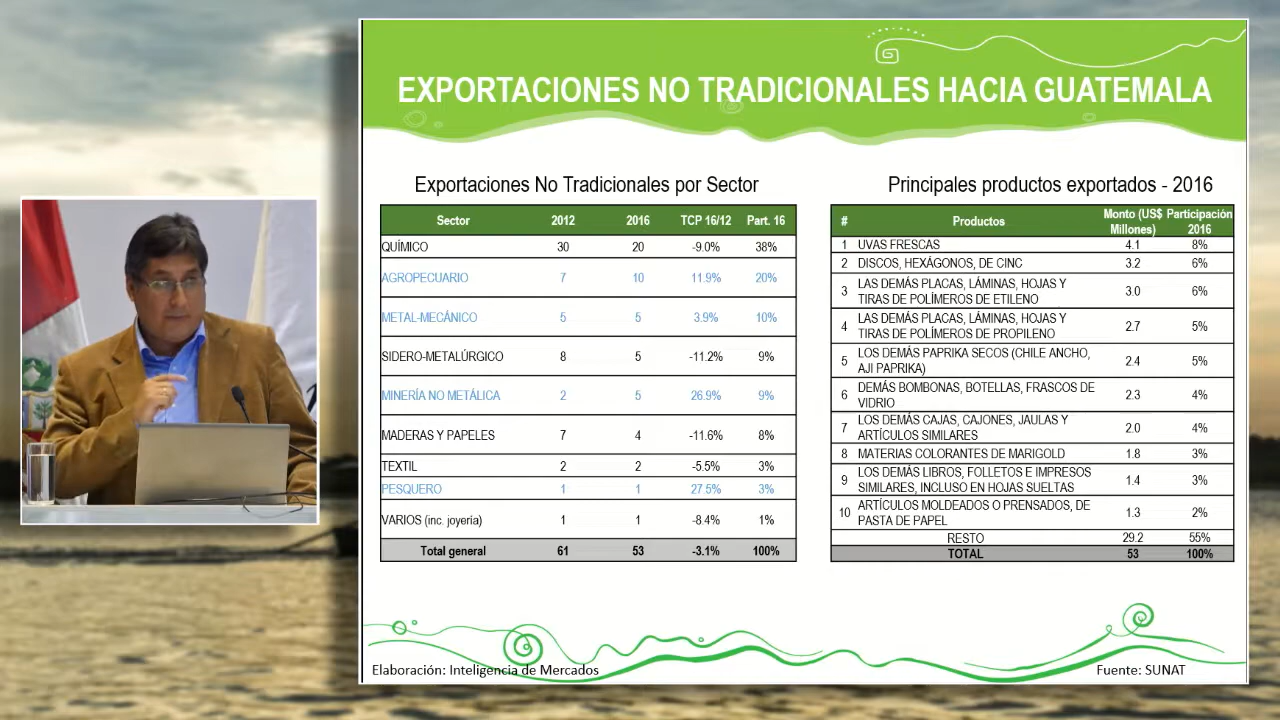 EXPORTACIONES NO TRADICIONALES HACIA GUATEMALA
Exportaciones No Tradicionales por Sector
Sector 2012 2016 TCP 16/12 Part. 16
QUÍMICO 30 20 -9.0% 38%
AGROPECUARIO 7 10 11.9% 20%
METAL-MECÁNICO 5 5 3.9% 10%
SIDERO-METALÚRGICO 8 5 -11.2% 9%
MINERÍA NO METÁLICA 2 5 26.9% 9%
MADERAS Y PAPELES 7 4 -11.6% 8%
TEXTIL 2 2 -5.5% 3%
PESQUERO 1 1 27.5% 3%
VARIOS (inc. joyería) 1 1 -8.4% 1%
Total general 61 53 -3.1% 100%
Principales productos exportados - 2016
# Productos Monto (US$ Participación
Millones) 2016
1 UVAS FRESCAS 4.1 8%
2 DISCOS, HEXÁGONOS, DE CINC 3.2 6%
3 LAS DEMÁS PLACAS, LÁMINAS, HOJAS Y 3.0 6%
TIRAS DE POLÍMEROS DE ETILENO
4 LAS DEMÁS PLACAS, LÁMINAS, HOJAS Y 2.7 5%
TIRAS DE POLÍMEROS DE PROPILENO
5 LOS DEMÁS PAPRIKA SECOS (CHILE ANCHO, 2.4 5%
AJI PAPRIKA)
6 DEMÁS BOMBONAS, BOTELLAS, FRASCOS DE 2.3 4%
VIDRIO
7 LOS DEMÁS CAJAS, CAJONES, JAULAS Y 2.0 4%
ARTÍCULOS SIMILARES
8 MATERIAS COLORANTES DE MARIGOLD 1.8 3%
9 LOS DEMÁS LIBROS, FOLLETOS E IMPRESOS 1.4 3%
SIMILARES, INCLUSO EN HOJAS SUELTAS
10 ARTÍCULOS MOLDEADOS O PRENSADOS, DE 1.3 2%
PASTA DE PAPEL
RESTO 29.2 55%
TOTAL 53 100%
Elaboración: Inteligencia de Mercados
Fuente: SUNAT